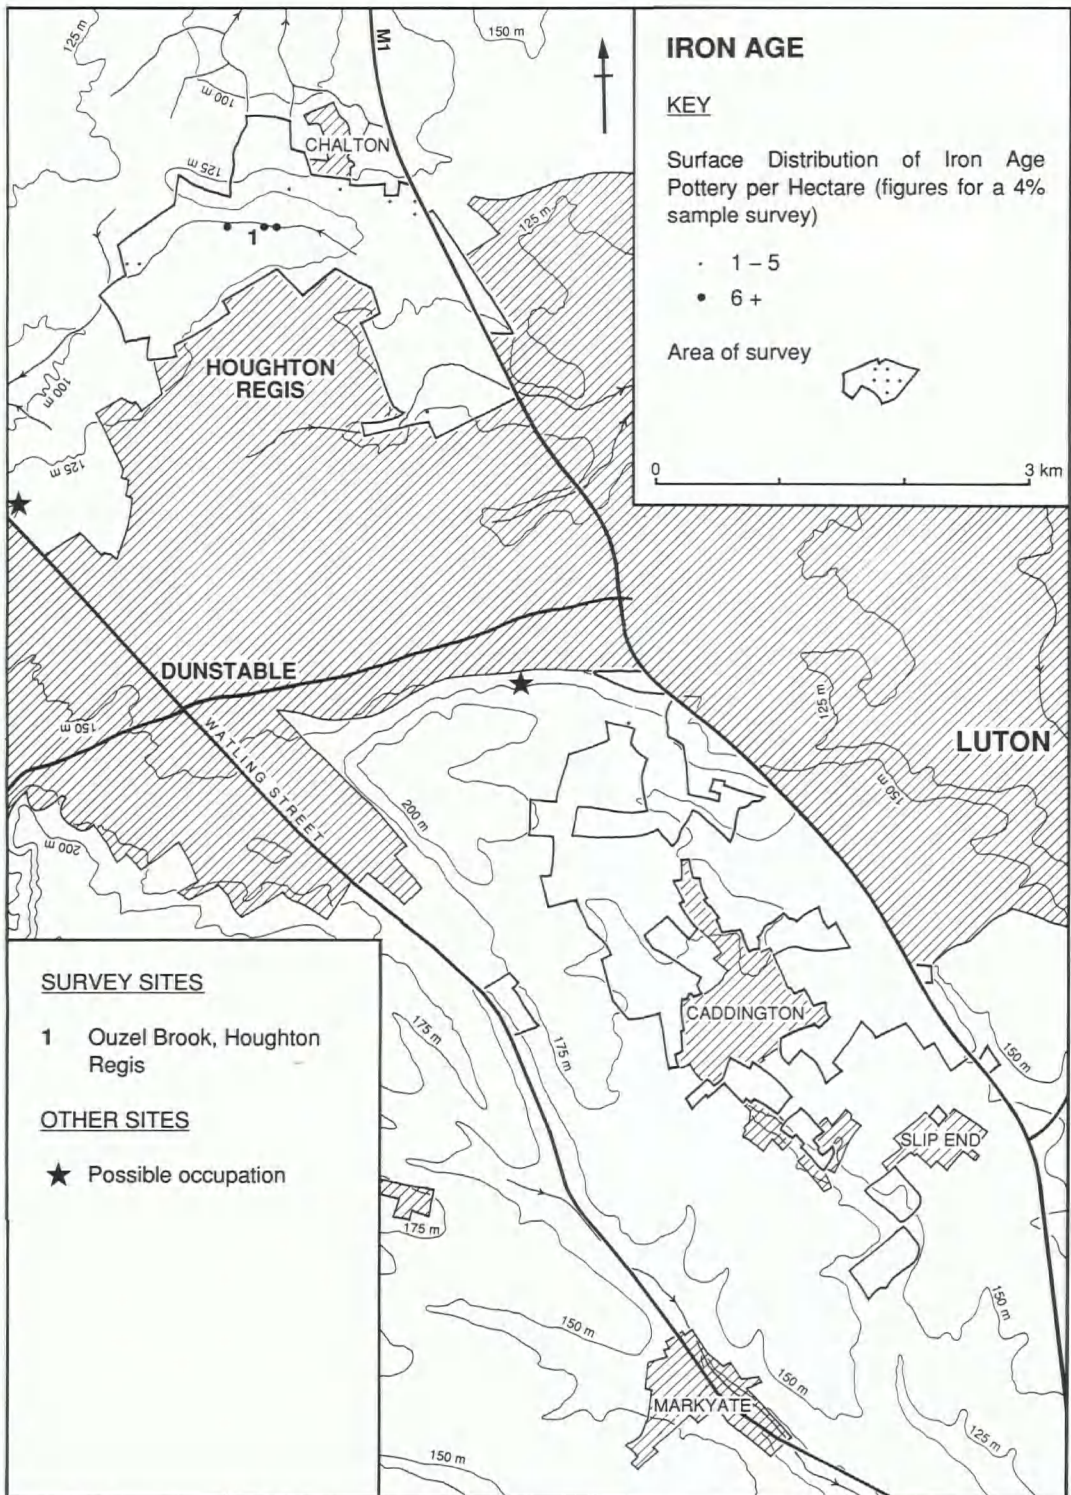 IRON AGE
KEY
Surface Distribution of Iron Age
Pottery per Hectare (figures for a 4%
sample survey)
1 – 5
6 +
Area of survey
0
3 km
M1
150 m
125 m
100 m
CHALTON
125 m
125 m
1
HOUGHTON
REGIS
100 m
125 m
DUNSTABLE
150 m
WATLING STREET
125 m
LUTON
150 m
200 m
200 m
CADDINGTON
175 m
175 m
150 m
SLIP END
175 m
150 m
150 m
150 m
MARKYATE
125 m
150 m
SURVEY SITES
1 Ouzel Brook, Houghton
Regis
OTHER SITES
★ Possible occupation